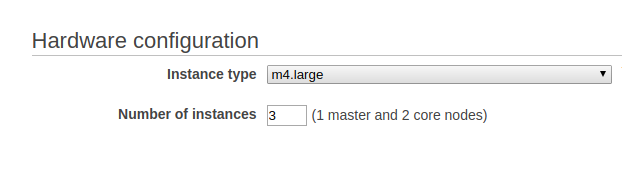 Hardware configuration
Instance type m4.large
Number of instances 3 (1 master and 2 core nodes)